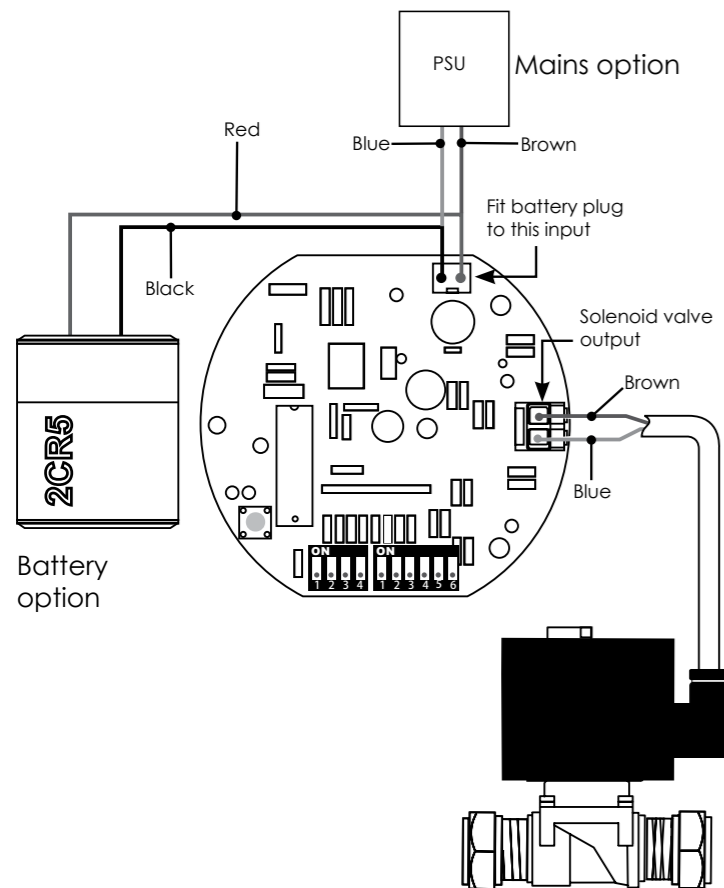 PSU
Mains option
Red
Blue
Brown
Fit battery plug
to this input
Black
Solenoid valve
output
Brown
2CR5
Blue
Battery
option
ON
1 2 3 4
ON
1 2 3 4 5 6